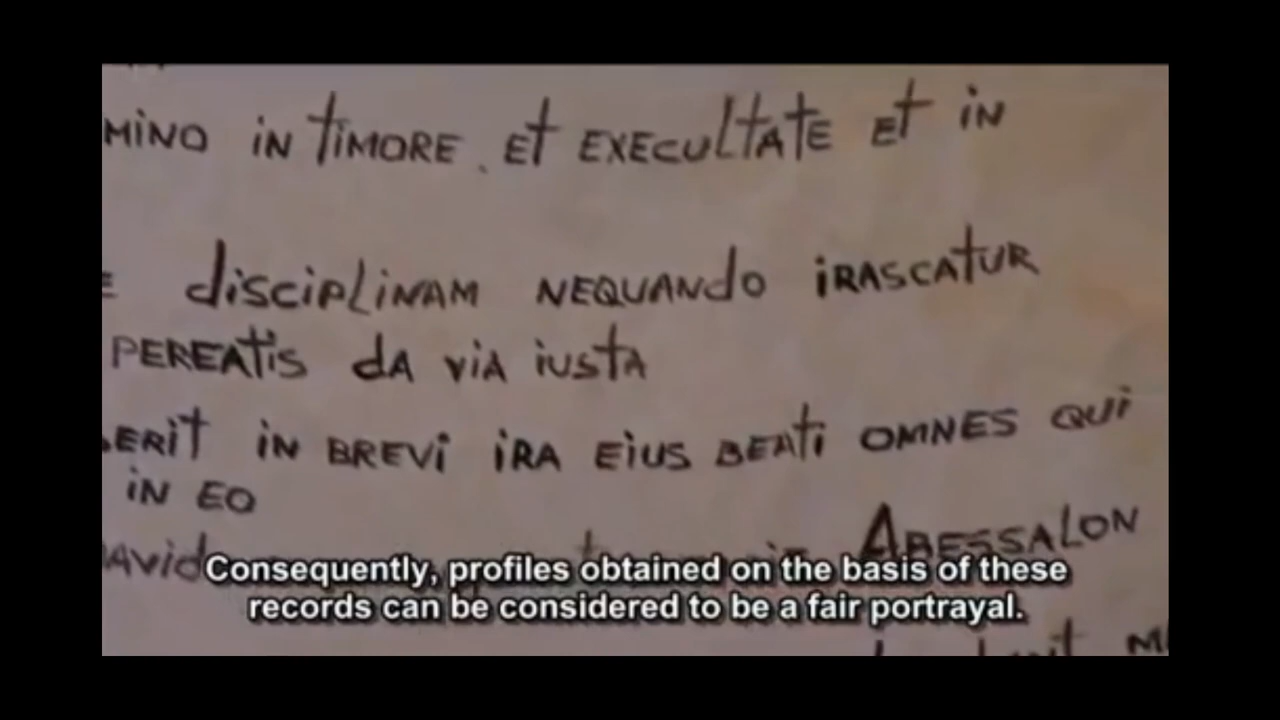 MINO iN TiMORE. Et EXECULTATE Et iN
E disciplinAM NEQUANdO iRASCATUR
PEREATis dA viA iustA
BERIT iN BREVi iRA EiUS BEATi OMNES QUi
iN EO
AVid ABESSALON
Consequently, profiles obtained on the basis of these
records can be considered to be a fair portrayal.